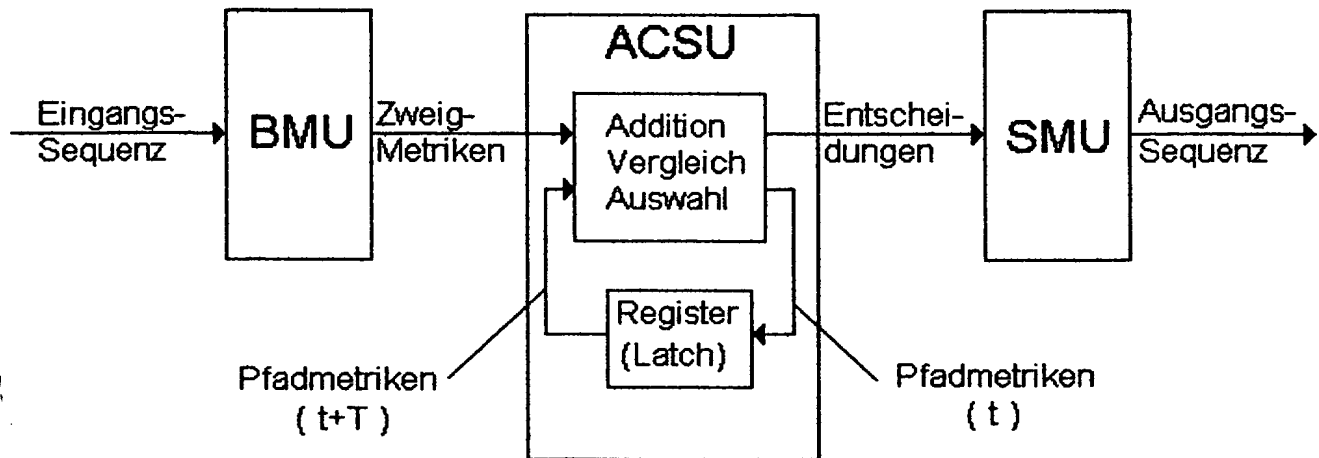 ACSU
Eingangs-
Sequenz
BMU
Zweig-
Metriken
Addition
Vergleich
Auswahl
Entschei-
dungen
SMU
Ausgangs-
Sequenz
Register
(Latch)
Pfadmetriken
( t+T )
Pfadmetriken
( t )